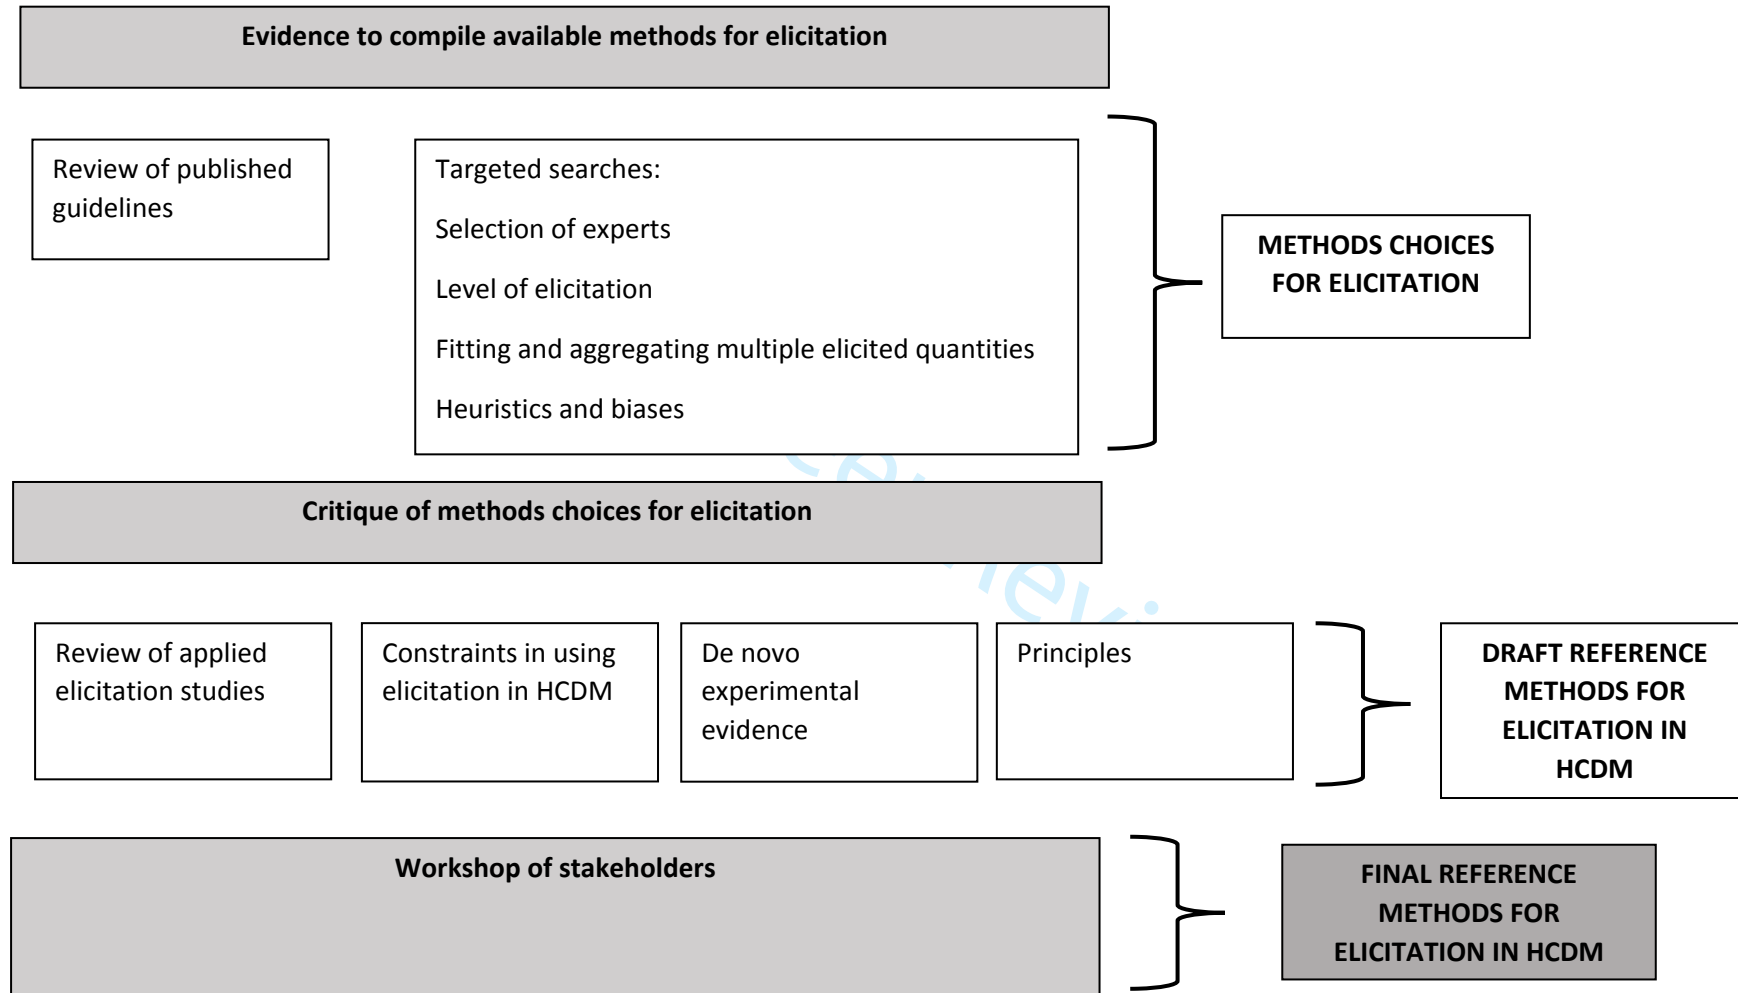 Evidence to compile available methods for elicitation
Review of published
guidelines
Targeted searches:
Selection of experts
Level of elicitation
Fitting and aggregating multiple elicited quantities
Heuristics and biases
METHODS CHOICES
FOR ELICITATION
Critique of methods choices for elicitation
Review of applied
elicitation studies
Constraints in using
elicitation in HCDM
De novo
experimental
evidence
Principles
DRAFT REFERENCE
METHODS FOR
ELICITATION IN
HCDM
Workshop of stakeholders
FINAL REFERENCE
METHODS FOR
ELICITATION IN HCDM